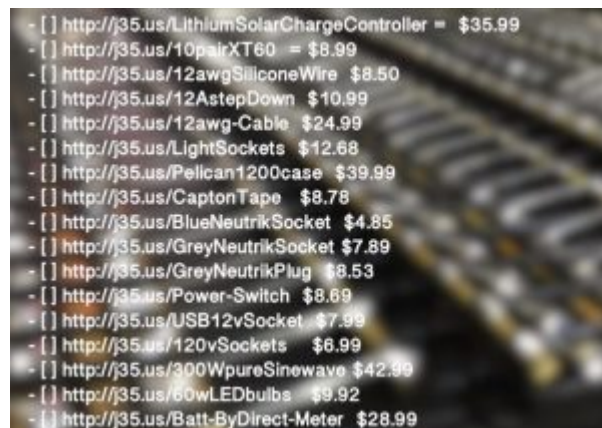 - [ ] http://j35.us/LithiumSolarChargeController = $35.99
- [ ] http://j35.us/10pairXT60 = $8.99
- [ ] http://j35.us/12awgSiliconeWire $8.50
- [ ] http://j35.us/12AstepDown $10.99
- [ ] http://j35.us/12awg-Cable $24.99
- [ ] http://j35.us/LightSockets $12.68
- [ ] http://j35.us/Pelican1200case $39.99
- [ ] http://j35.us/CaptonTape $8.78
- [ ] http://j35.us/BlueNeutrikSocket $4.85
- [ ] http://j35.us/GreyNeutrikSocket $7.89
- [ ] http://j35.us/GreyNeutrikPlug $8.53
- [ ] http://j35.us/Power-Switch $8.69
- [ ] http://j35.us/USB12vSocket $7.99
- [ ] http://j35.us/120vSockets $6.99
- [ ] http://j35.us/300WpureSinewave $42.99
- [ ] http://j35.us/60wLEDbulbs $9.92
- [ ] http://j35.us/Batt-ByDirect-Meter $28.99